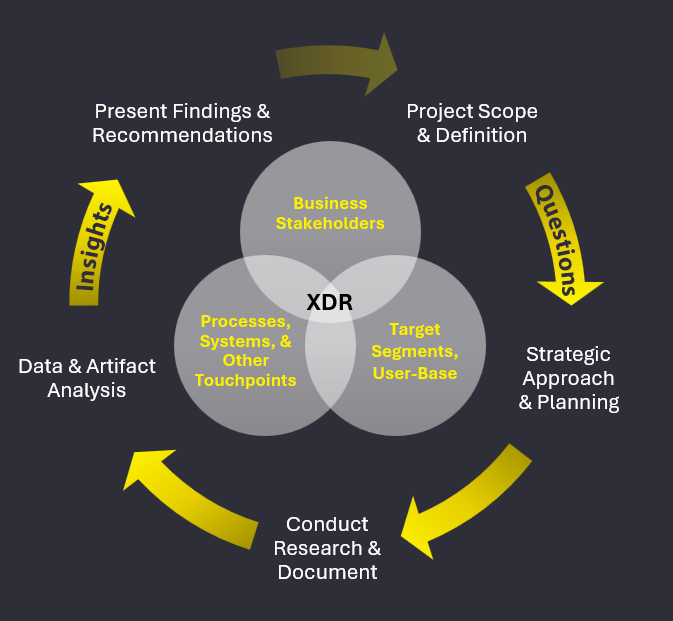 Present Findings &
Recommendations
Project Scope
& Definition
Business
Stakeholders
Insights
Questions
XDR
Processes,
Systems, &
Other
Touchpoints
Target
Segments,
User-Base
Data & Artifact
Analysis
Strategic
Approach
& Planning
Conduct
Research &
Document